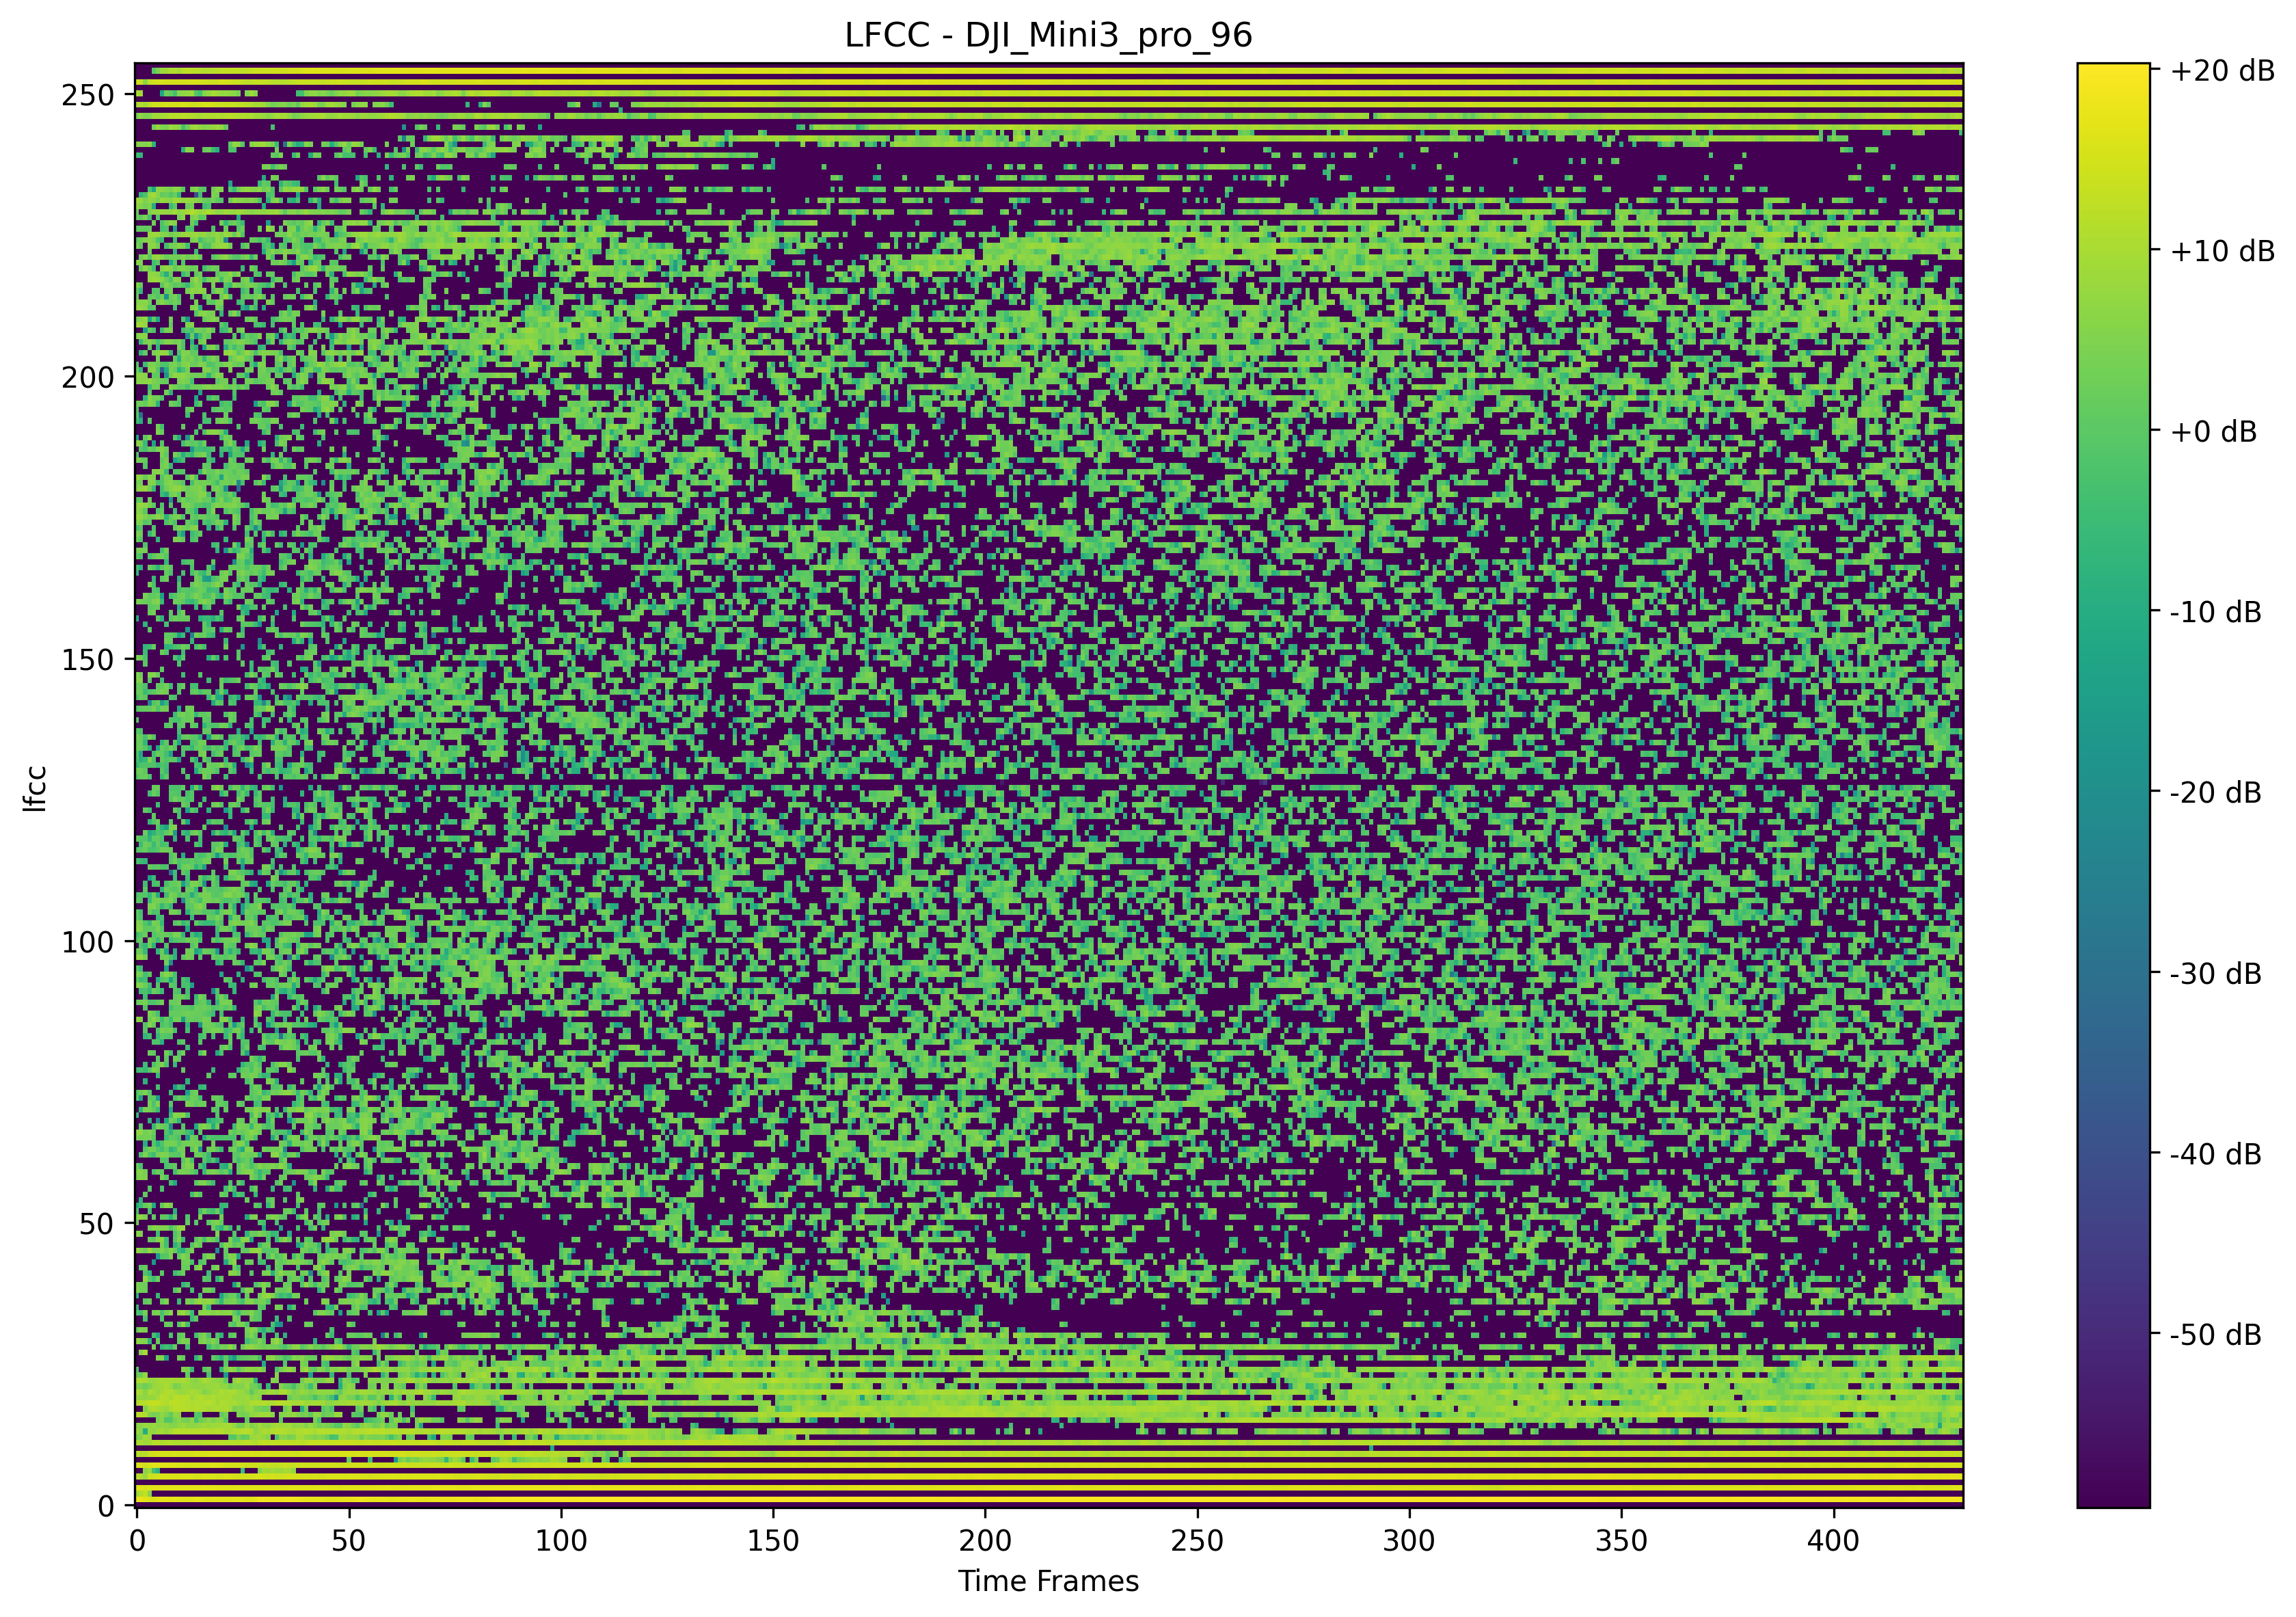 LFCC - DJI_Mini3_pro_96
250
200
150
100
50
0
lfcc
0 50 100 150 200 250 300 350 400
Time Frames
+20 dB
+10 dB
+0 dB
-10 dB
-20 dB
-30 dB
-40 dB
-50 dB